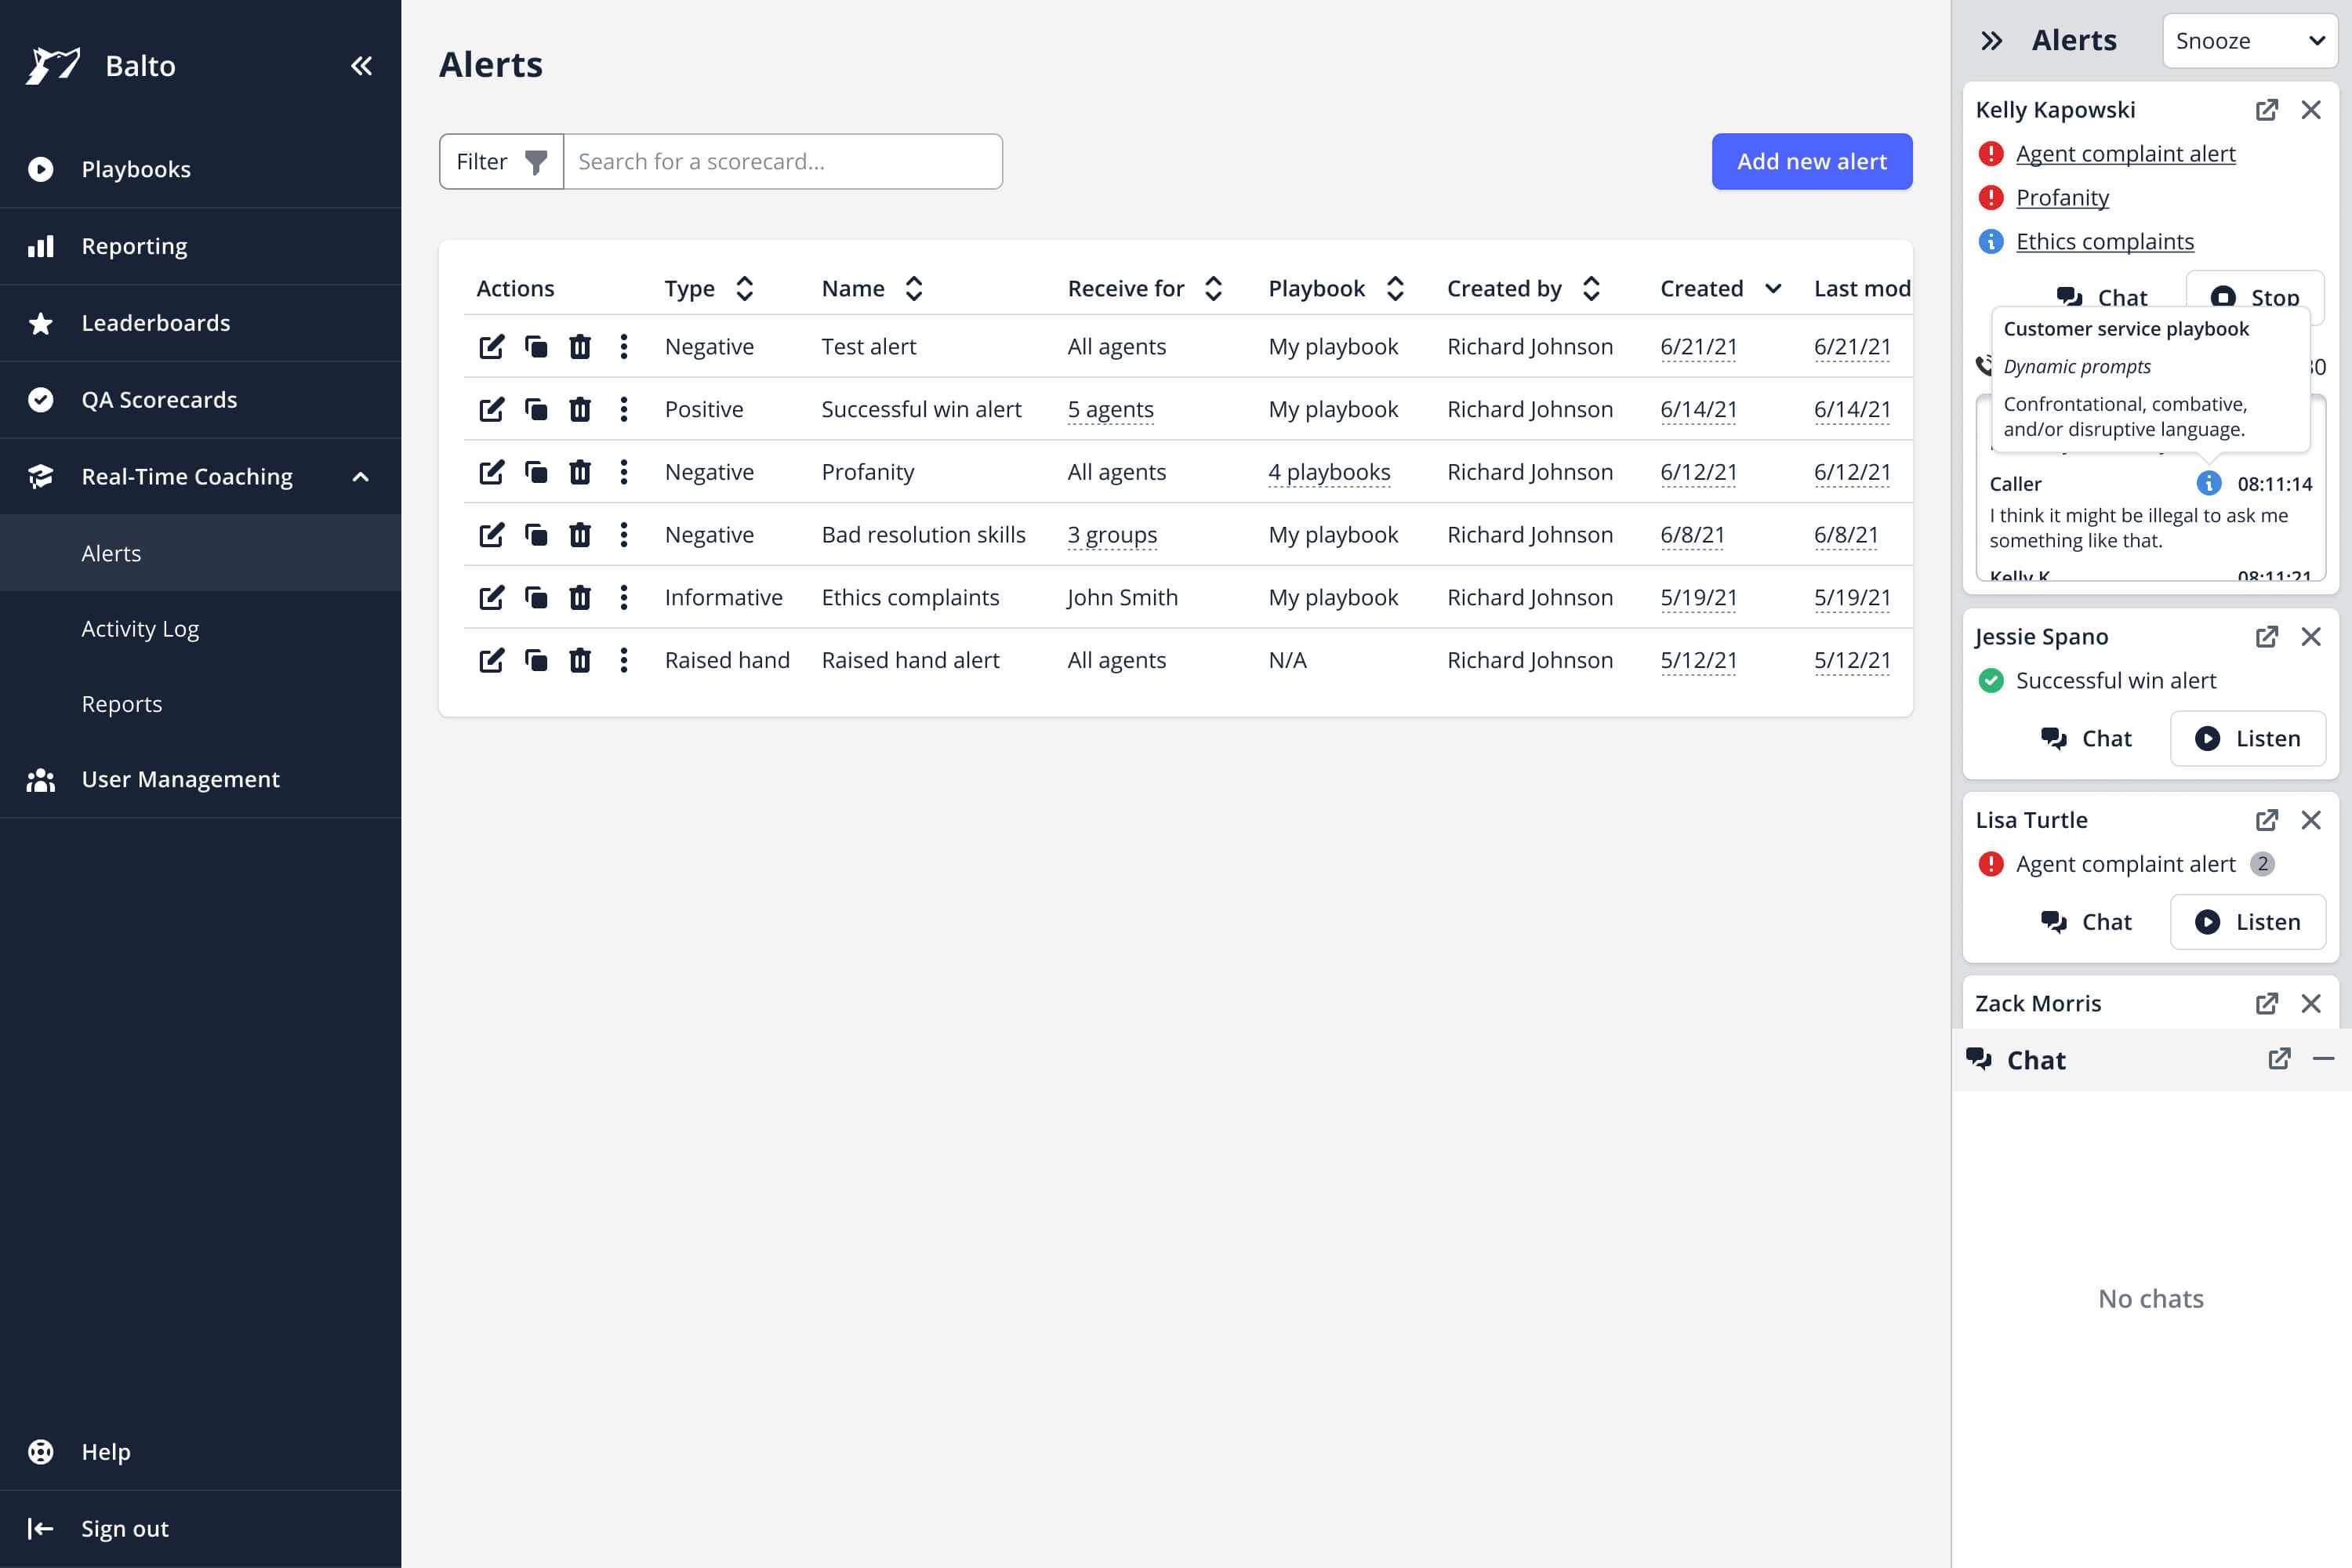 Balto
Playbooks
Reporting
Leaderboards
QA Scorecards
Real-Time Coaching
Alerts
Activity Log
Reports
User Management
Help
Sign out
Alerts
Filter
Search for a scorecard...
Add new alert
Actions Type Name Receive for Playbook Created by Created Last mod
Negative Test alert All agents My playbook Richard Johnson 6/21/21 6/21/21
Positive Successful win alert 5 agents My playbook Richard Johnson 6/14/21 6/14/21
Negative Profanity All agents 4 playbooks Richard Johnson 6/12/21 6/12/21
Negative Bad resolution skills 3 groups My playbook Richard Johnson 6/8/21 6/8/21
Informative Ethics complaints John Smith My playbook Richard Johnson 5/19/21 5/19/21
Raised hand Raised hand alert All agents N/A Richard Johnson 5/12/21 5/12/21
Alerts Snooze
Kelly Kapowski
Agent complaint alert
Profanity
Ethics complaints
Chat Stop
Customer service playbook
Dynamic prompts
Confrontational, combative,
and/or disruptive language.
Caller 08:11:14
I think it might be illegal to ask me
something like that.
Kelly K 08:11:21
Jessie Spano
Successful win alert
Chat Listen
Lisa Turtle
Agent complaint alert 2
Chat Listen
Zack Morris
Chat
No chats